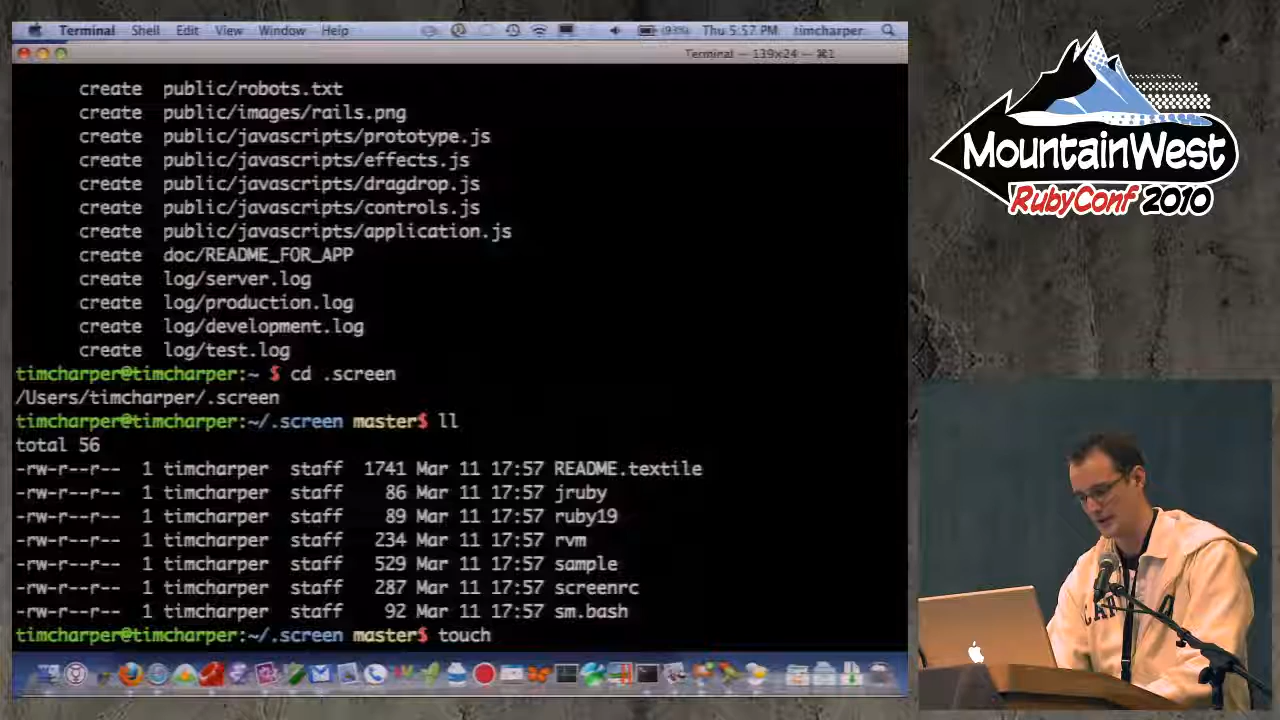 Terminal Shell Edit View Window Help (93%) Thu 5:57 PM timcharper
Terminal — 139x24 — ⌘1
create public/robots.txt
create public/images/rails.png
create public/javascripts/prototype.js
create public/javascripts/effects.js
create public/javascripts/dragdrop.js
create public/javascripts/controls.js
create public/javascripts/application.js
create doc/README_FOR_APP
create log/server.log
create log/production.log
create log/development.log
create log/test.log
timcharper@timcharper:~ $ cd .screen
/Users/timcharper/.screen
timcharper@timcharper:~/.screen master$ ll
total 56
-rw-r--r-- 1 timcharper staff 1741 Mar 11 17:57 README.textile
-rw-r--r-- 1 timcharper staff 86 Mar 11 17:57 jruby
-rw-r--r-- 1 timcharper staff 89 Mar 11 17:57 ruby19
-rw-r--r-- 1 timcharper staff 234 Mar 11 17:57 rvm
-rw-r--r-- 1 timcharper staff 529 Mar 11 17:57 sample
-rw-r--r-- 1 timcharper staff 287 Mar 11 17:57 screenrc
-rw-r--r-- 1 timcharper staff 92 Mar 11 17:57 sm.bash
timcharper@timcharper:~/.screen master$ touch
MountainWest
RubyConf 2010